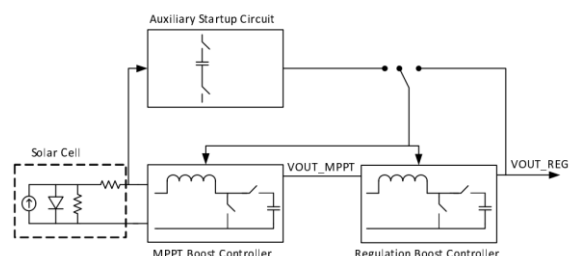 Auxiliary Startup Circuit
Solar Cell
VOUT_MPPT
VOUT_REG
MPPT Boost Controller
Regulation Boost Controller